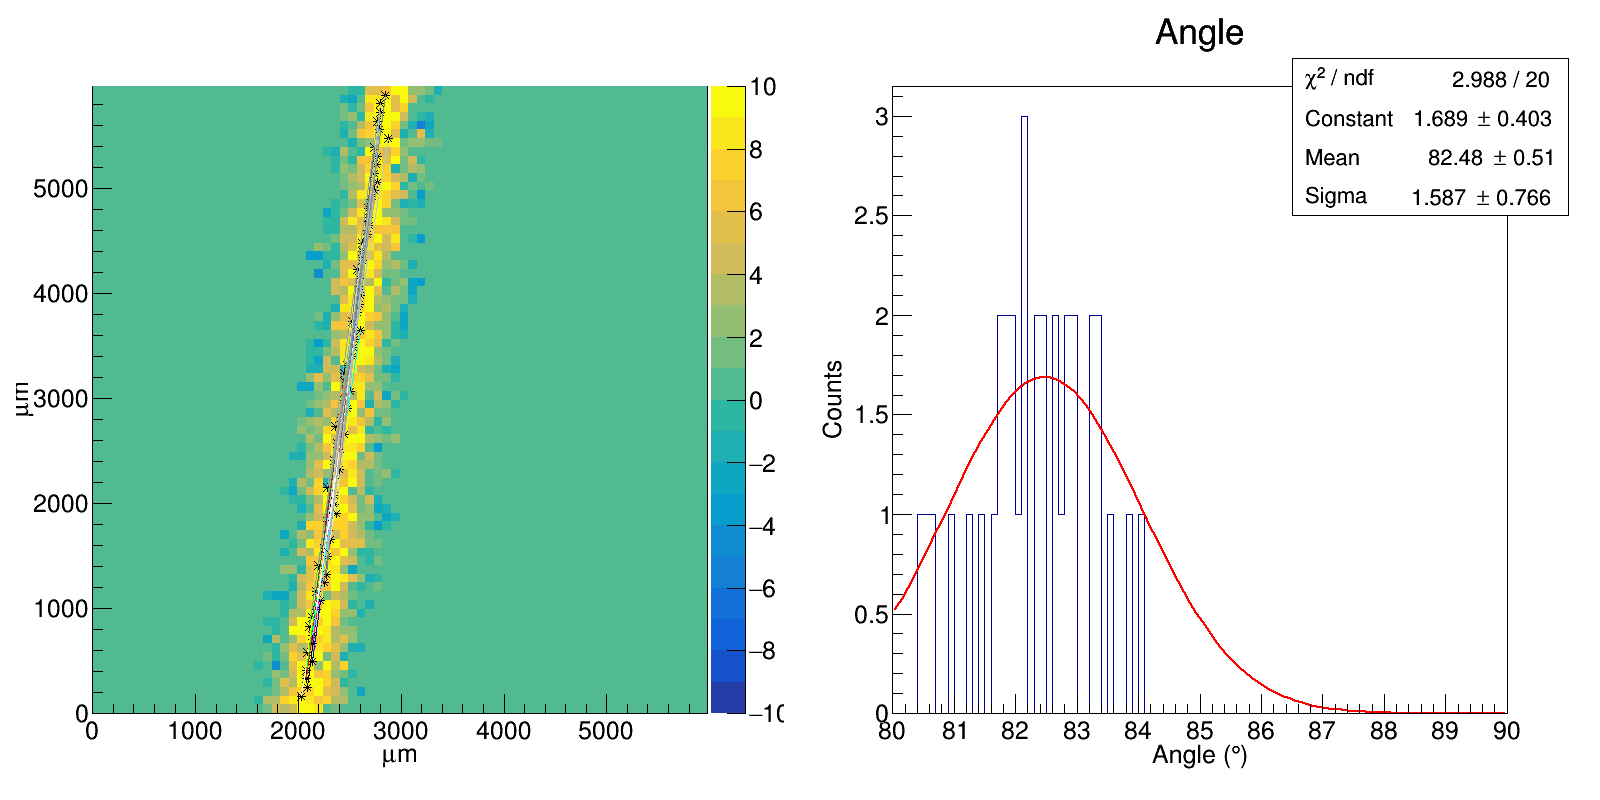 Angle
χ² / ndf 2.988 / 20
Constant 1.689 ± 0.403
Mean 82.48 ± 0.51
Sigma 1.587 ± 0.766
10
8
6
4
2
0
−2
−4
−6
−8
5000
4000
3000
2000
1000
0
μm
0 1000 2000 3000 4000 5000
μm
3
2.5
2
1.5
1
0.5
0
Counts
80 81 82 83 84 85 86 87 88 89 90
Angle (°)